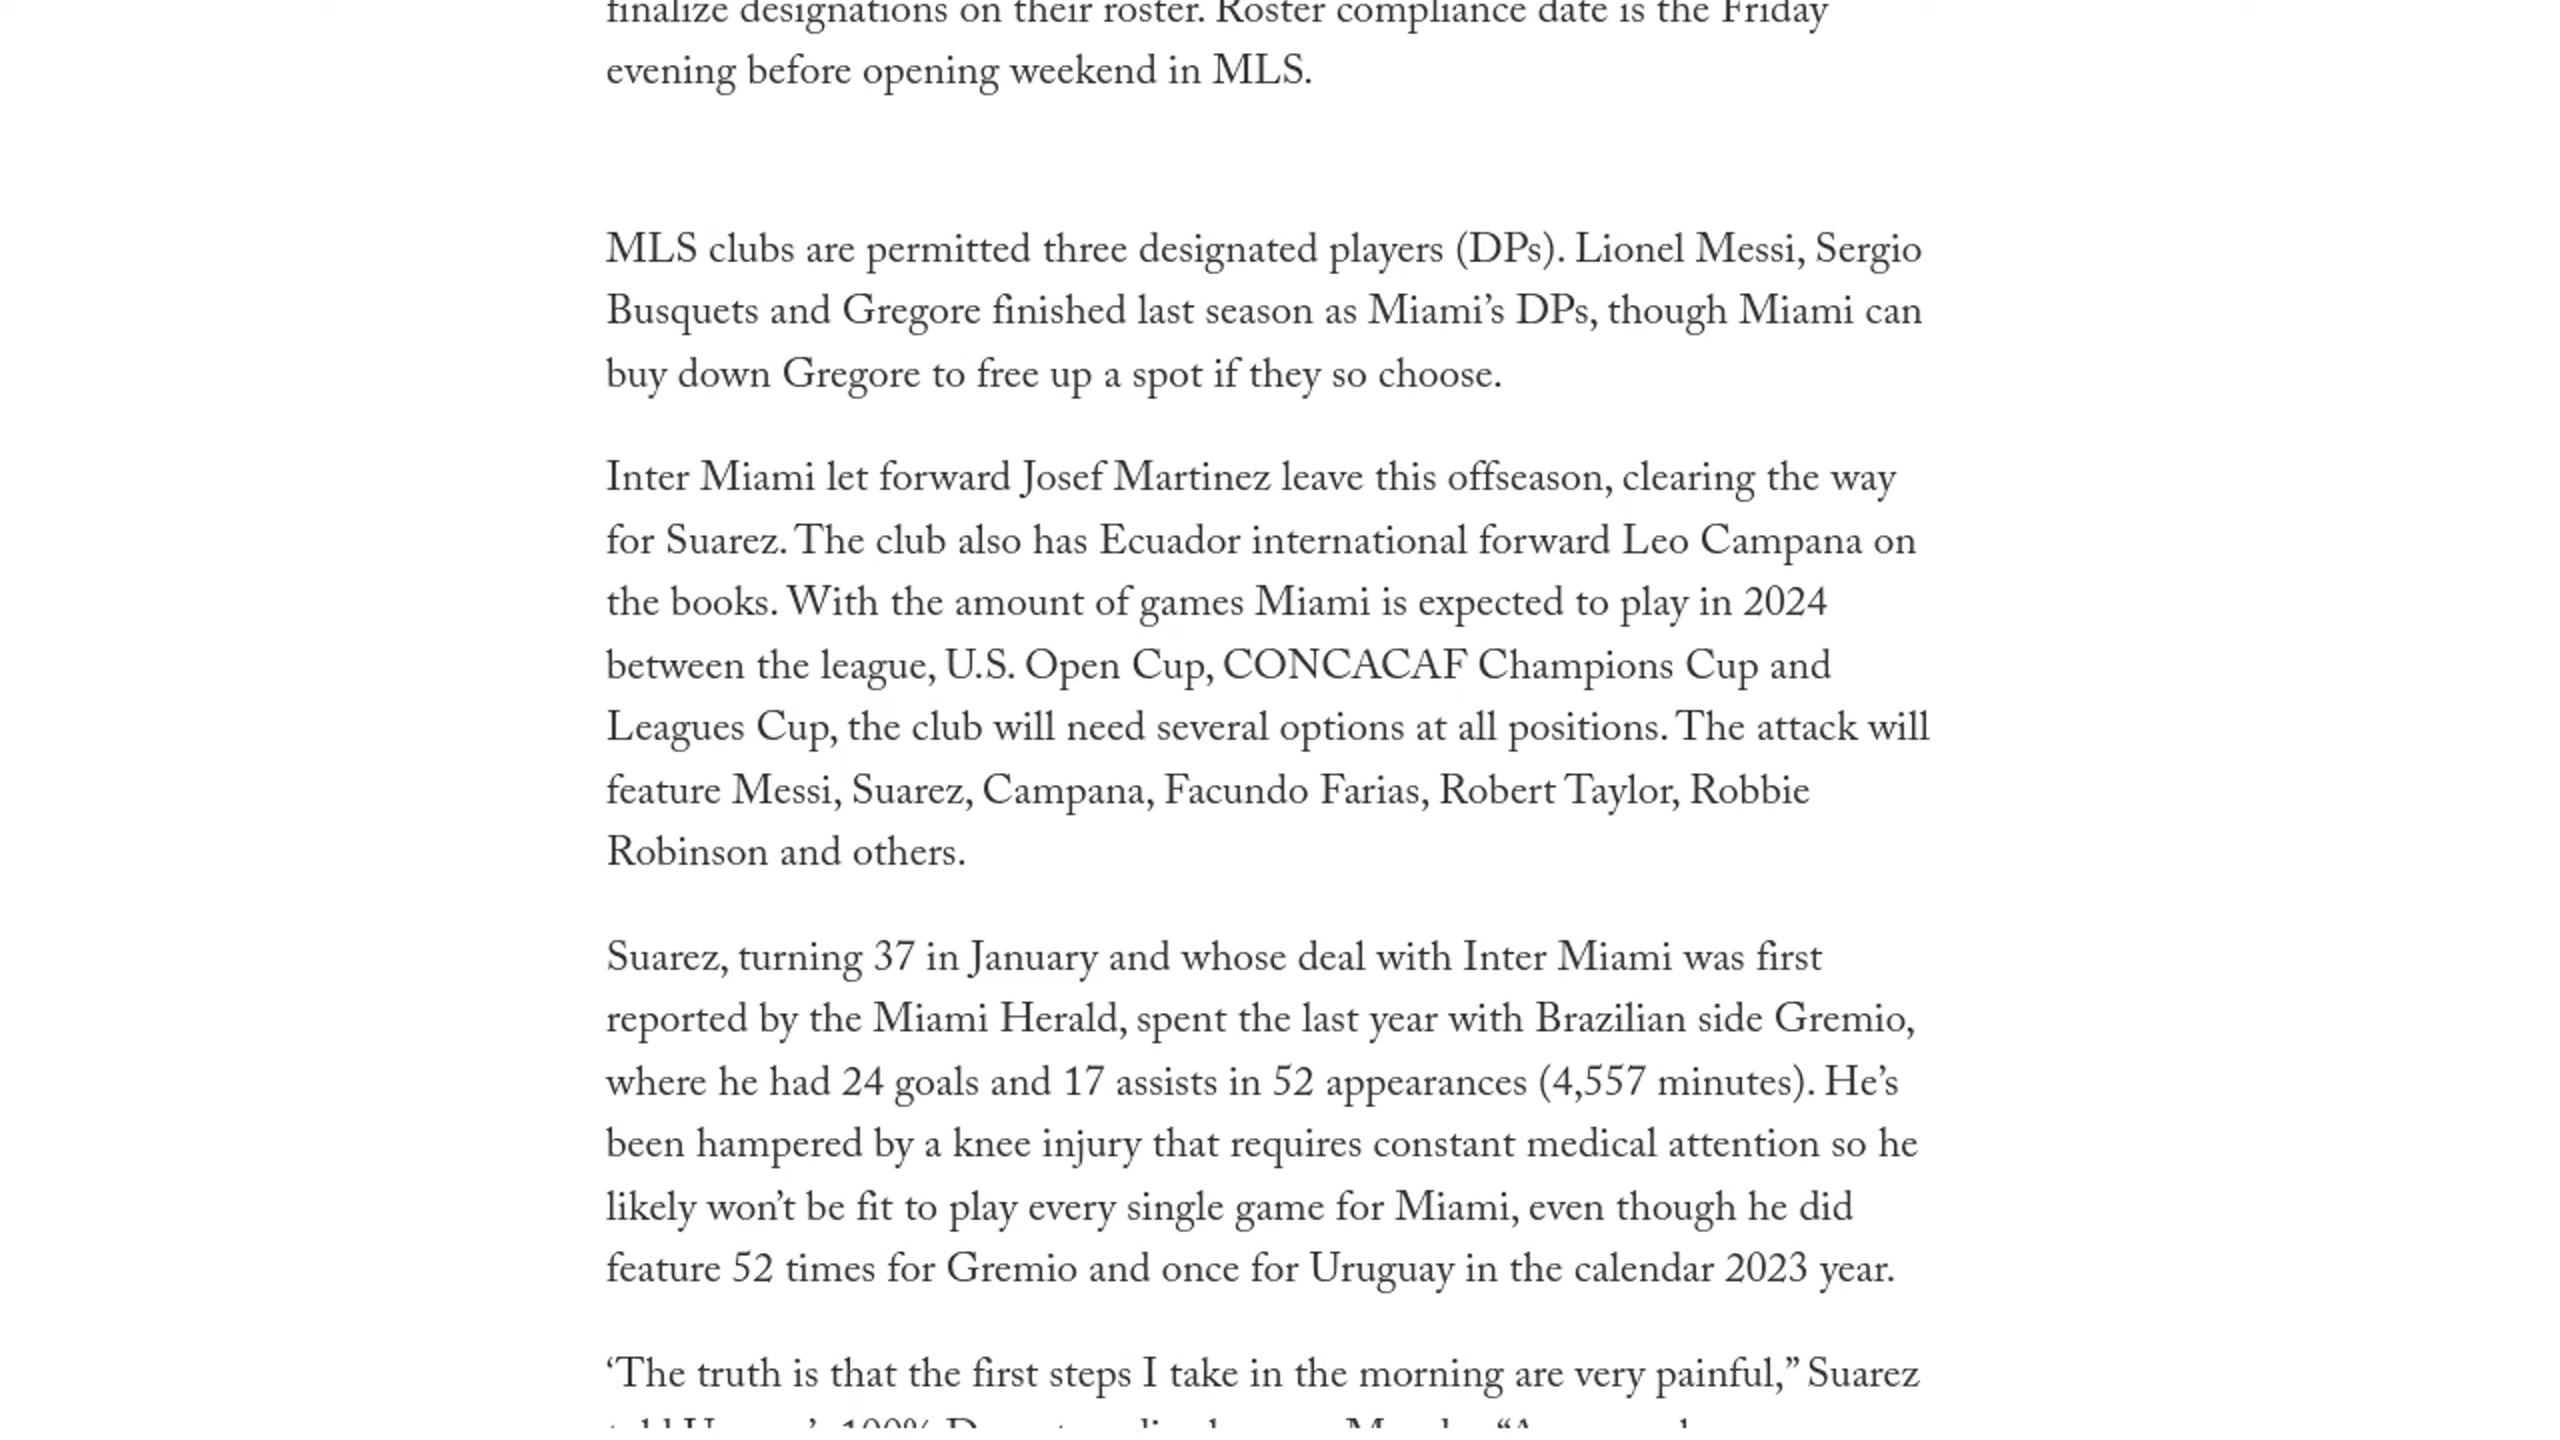 finalize designations on their roster. Roster compliance date is the Friday
evening before opening weekend in MLS.
MLS clubs are permitted three designated players (DPs). Lionel Messi, Sergio
Busquets and Gregore finished last season as Miami’s DPs, though Miami can
buy down Gregore to free up a spot if they so choose.
Inter Miami let forward Josef Martinez leave this offseason, clearing the way
for Suarez. The club also has Ecuador international forward Leo Campana on
the books. With the amount of games Miami is expected to play in 2024
between the league, U.S. Open Cup, CONCACAF Champions Cup and
Leagues Cup, the club will need several options at all positions. The attack will
feature Messi, Suarez, Campana, Facundo Farias, Robert Taylor, Robbie
Robinson and others.
Suarez, turning 37 in January and whose deal with Inter Miami was first
reported by the Miami Herald, spent the last year with Brazilian side Gremio,
where he had 24 goals and 17 assists in 52 appearances (4,557 minutes). He’s
been hampered by a knee injury that requires constant medical attention so he
likely won’t be fit to play every single game for Miami, even though he did
feature 52 times for Gremio and once for Uruguay in the calendar 2023 year.
‘The truth is that the first steps I take in the morning are very painful,” Suarez